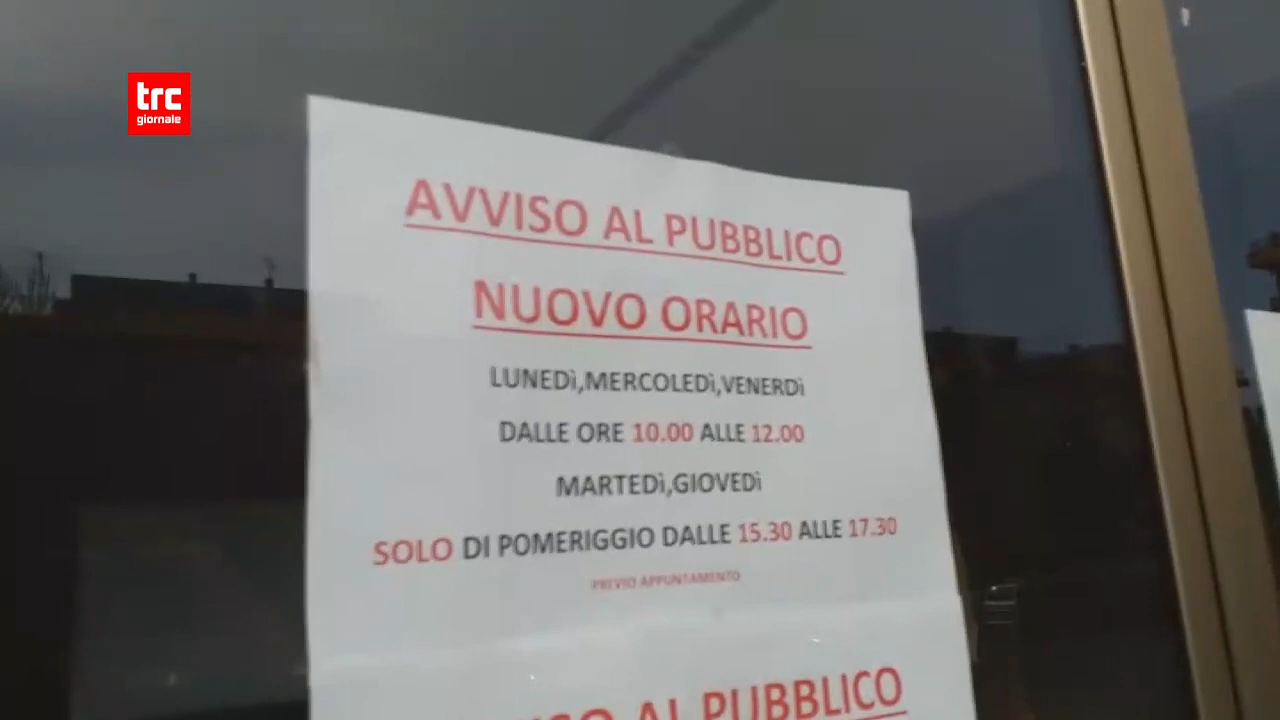 trc
giornale
AVVISO AL PUBBLICO
NUOVO ORARIO
LUNEDì,MERCOLEDì,VENERDì
DALLE ORE 10.00 ALLE 12.00
MARTEDì,GIOVEDì
SOLO DI POMERIGGIO DALLE 15.30 ALLE 17.30
PREVIO APPUNTAMENTO
AL PUBBLICO